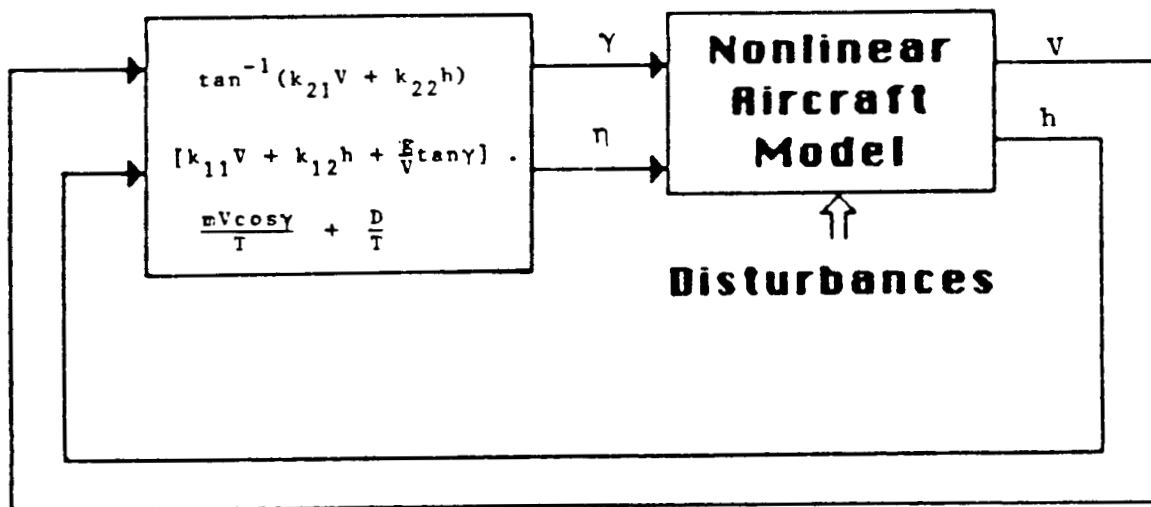 γ
η
V
h
tan⁻¹(k₂₁V + k₂₂h)
[k₁₁V + k₁₂h + g/V tanγ] .
mVcosγ/T + D/T
Nonlinear
Aircraft
Model
Disturbances